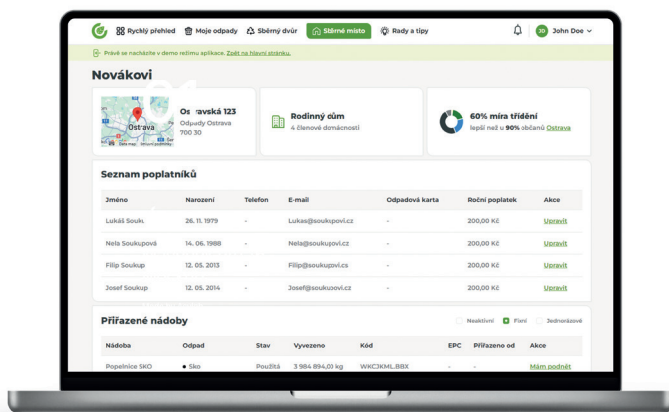 Rychlý přehled Moje odpady Sběrný dvůr Sběrné místo Rady a tipy JD John Doe
Právě se nacházíte v demo režimu aplikace. Zpět na hlavní stránku.
Novákovi
Ostrava
Ostravská 123
Odpady Ostrava
700 30
Rodinný dům
4 členové domácnosti
60% míra třídění
lepší než u 90% občanů Ostrava
Seznam poplatníků
Jméno Narození Telefon E-mail Odpadová karta Roční poplatek Akce
Lukáš Soukup 26. 11. 1979 - Lukas@soukupovi.cz - 200,00 Kč Upravit
Nela Soukupová 14. 06. 1988 - Nela@soukupovi.cz - 200,00 Kč Upravit
Filip Soukup 12. 05. 2013 - Filip@soukupovi.cs - 200,00 Kč Upravit
Josef Soukup 12. 05. 2014 - Josef@soukupovi.cz - 200,00 Kč Upravit
Přiřazené nádoby
Neaktivní Fixní Jednorázové
Nádoba Odpad Stav Vyvezeno Kód EPC Přiřazeno od Akce
Popelnice SKO Sko Použitá 3 984 894,01 kg WKCJKML.BBX - - Mám podnět